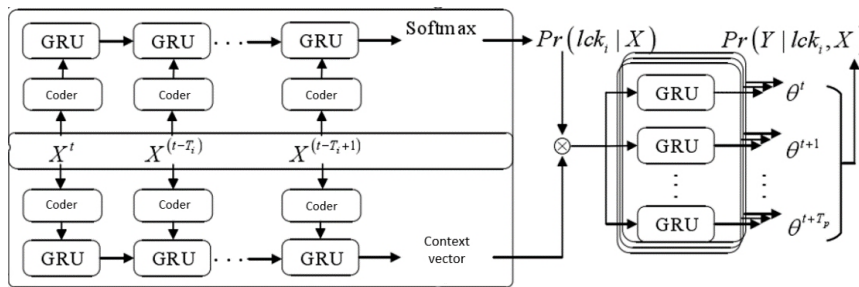 GRU GRU ... GRU Softmax Pr(lck_i | X) Pr(Y | lck_i, X)
Coder Coder Coder GRU θ^t
X^t X^(t-T_i) X^(t-T_i+1) ⊗ GRU θ^{t+1}
Coder Coder Coder ⋮ ⋮
GRU GRU ... GRU Context vector GRU θ^{t+T_p}